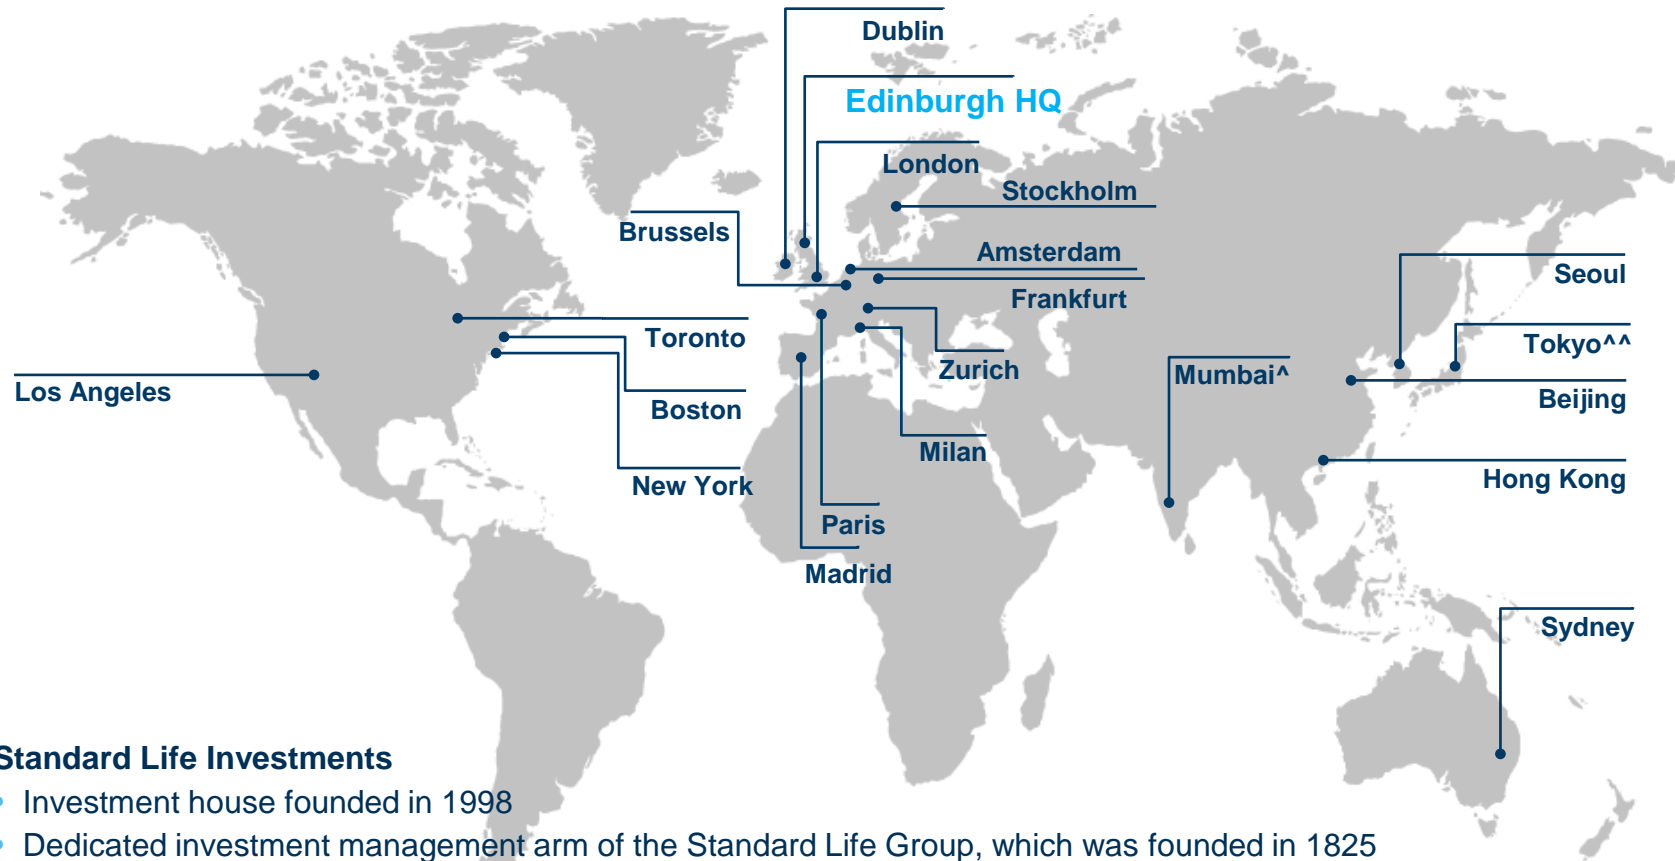 Dublin
Edinburgh HQ
London
Stockholm
Brussels
Amsterdam
Seoul
Frankfurt
Toronto
Tokyo^^
Zurich
Mumbai^
Los Angeles
Beijing
Boston
Milan
New York
Hong Kong
Paris
Madrid
Sydney
Standard Life Investments
• Investment house founded in 1998
• Dedicated investment management arm of the Standard Life Group, which was founded in 1825